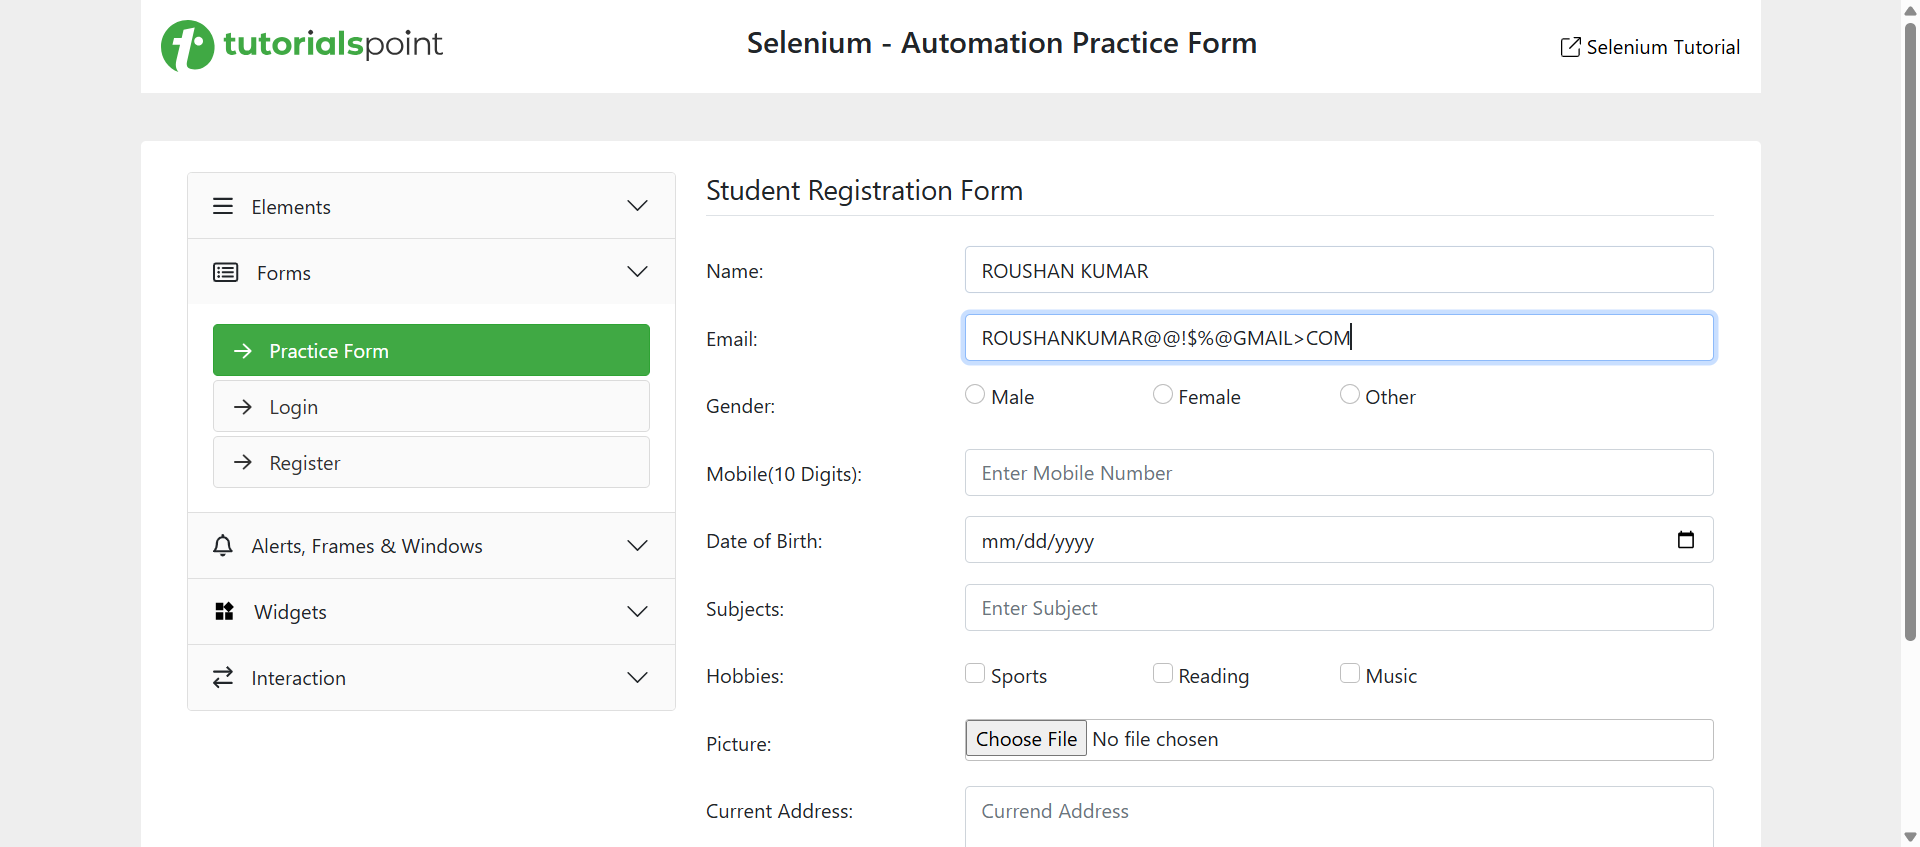 tutorialspoint
Selenium - Automation Practice Form
Selenium Tutorial
Elements
Forms
Practice Form
Login
Register
Alerts, Frames & Windows
Widgets
Interaction
Student Registration Form
Name:
ROUSHAN KUMAR
Email:
ROUSHANKUMAR@@!$%@GMAIL>COM
Gender:
Male Female Other
Mobile(10 Digits):
Enter Mobile Number
Date of Birth:
mm/dd/yyyy
Subjects:
Enter Subject
Hobbies:
Sports Reading Music
Picture:
Choose File No file chosen
Current Address:
Currend Address